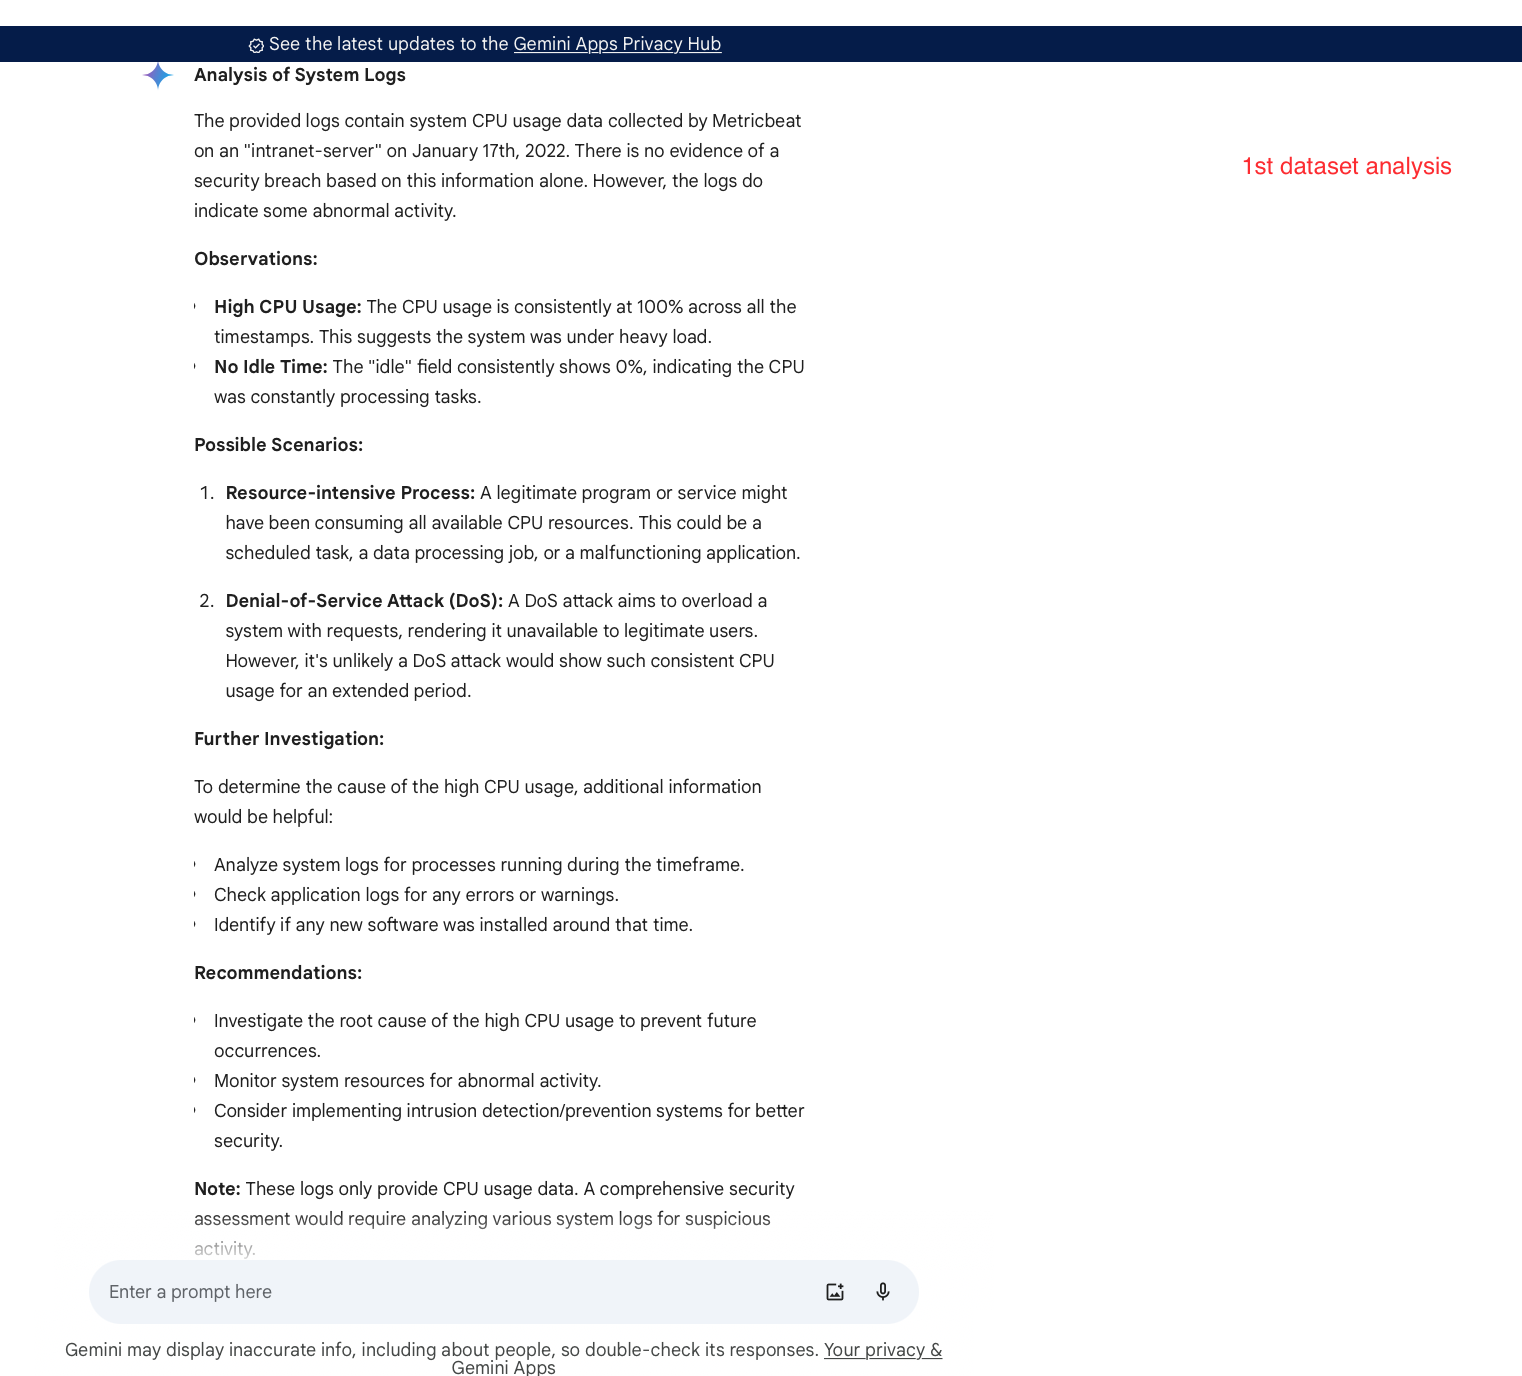 See the latest updates to the Gemini Apps Privacy Hub
Analysis of System Logs
The provided logs contain system CPU usage data collected by Metricbeat
on an "intranet-server" on January 17th, 2022. There is no evidence of a
security breach based on this information alone. However, the logs do
indicate some abnormal activity.
1st dataset analysis
Observations:
High CPU Usage: The CPU usage is consistently at 100% across all the
timestamps. This suggests the system was under heavy load.
No Idle Time: The "idle" field consistently shows 0%, indicating the CPU
was constantly processing tasks.
Possible Scenarios:
1. Resource-intensive Process: A legitimate program or service might
have been consuming all available CPU resources. This could be a
scheduled task, a data processing job, or a malfunctioning application.
2. Denial-of-Service Attack (DoS): A DoS attack aims to overload a
system with requests, rendering it unavailable to legitimate users.
However, it's unlikely a DoS attack would show such consistent CPU
usage for an extended period.
Further Investigation:
To determine the cause of the high CPU usage, additional information
would be helpful:
Analyze system logs for processes running during the timeframe.
Check application logs for any errors or warnings.
Identify if any new software was installed around that time.
Recommendations:
Investigate the root cause of the high CPU usage to prevent future
occurrences.
Monitor system resources for abnormal activity.
Consider implementing intrusion detection/prevention systems for better
security.
Note: These logs only provide CPU usage data. A comprehensive security
assessment would require analyzing various system logs for suspicious
activity.
Enter a prompt here
Gemini may display inaccurate info, including about people, so double-check its responses. Your privacy &
Gemini Apps